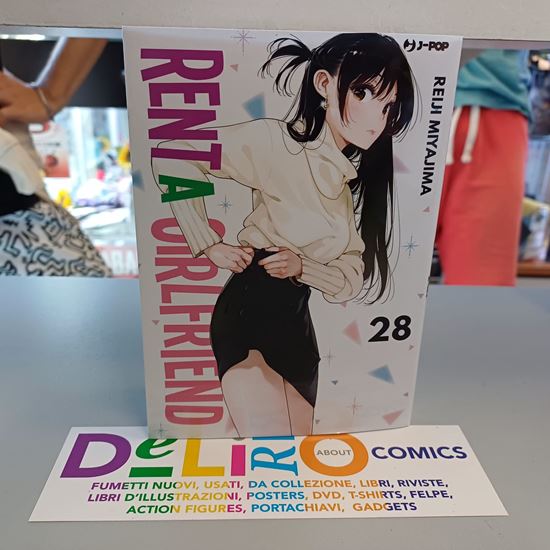 J-POP
RENT A GIRLFRIEND
REIJI MIYAJIMA
28
DeLiRiO
ABOUT
COMICS
FUMETTI NUOVI, USATI, DA COLLEZIONE, LIBRI, RIVISTE,
LIBRI D'ILLUSTRAZIONI, POSTERS, DVD, T-SHIRTS, FELPE,
ACTION FIGURES, PORTACHIAVI, GADGETS